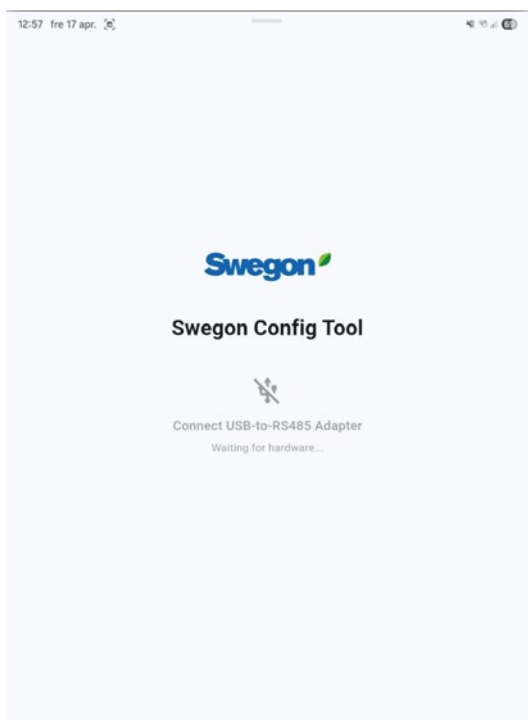 12:57 fre 17 apr.
Swegon
Swegon Config Tool
Connect USB-to-RS485 Adapter
Waiting for hardware...